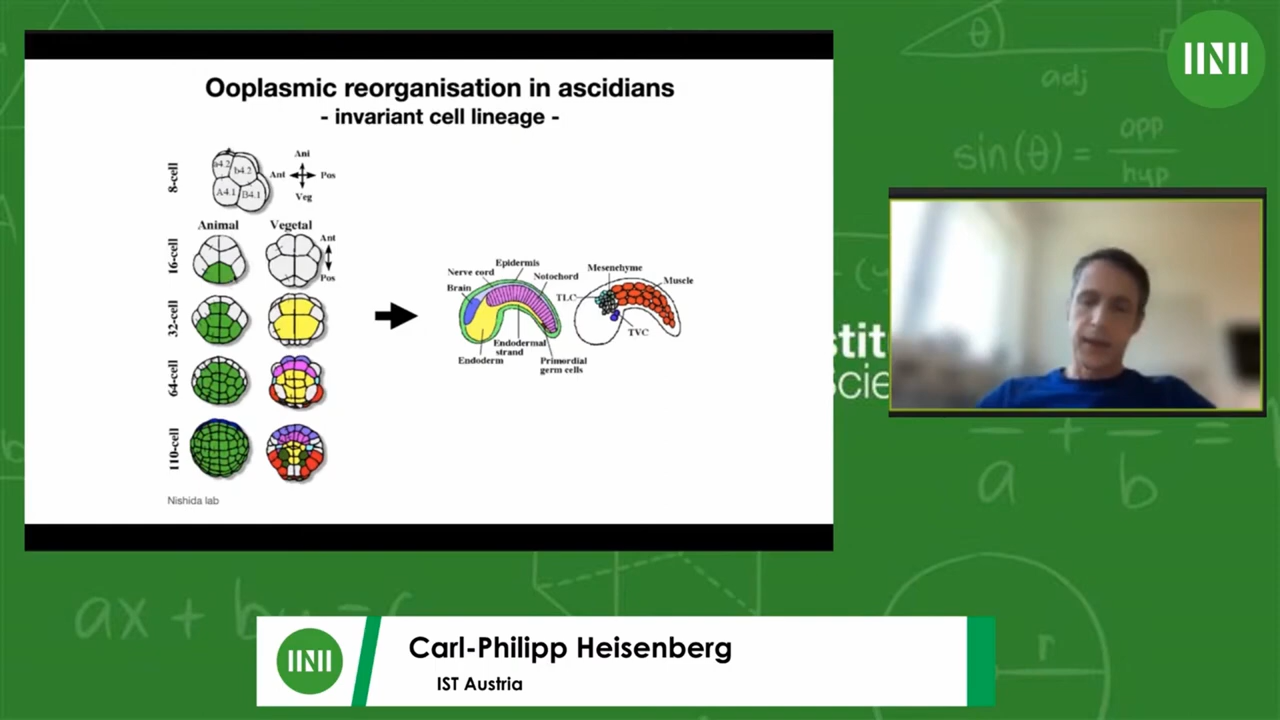 Ooplasmic reorganisation in ascidians
- invariant cell lineage -
8-cell
a4.2
b4.2
A4.1
B4.1
Ani
Ant
Pos
Veg
Animal
Vegetal
16-cell
Ant
Pos
32-cell
64-cell
110-cell
Nishida lab
Epidermis
Nerve cord
Notochord
Brain
Endodermal
strand
Endoderm
Primordial
germ cells
Mesenchyme
Muscle
TLC
TVC
θ
adj
sin(θ) = opp
hyp
stit
Scie
a
b
ax + b
r
Carl-Philipp Heisenberg
IST Austria